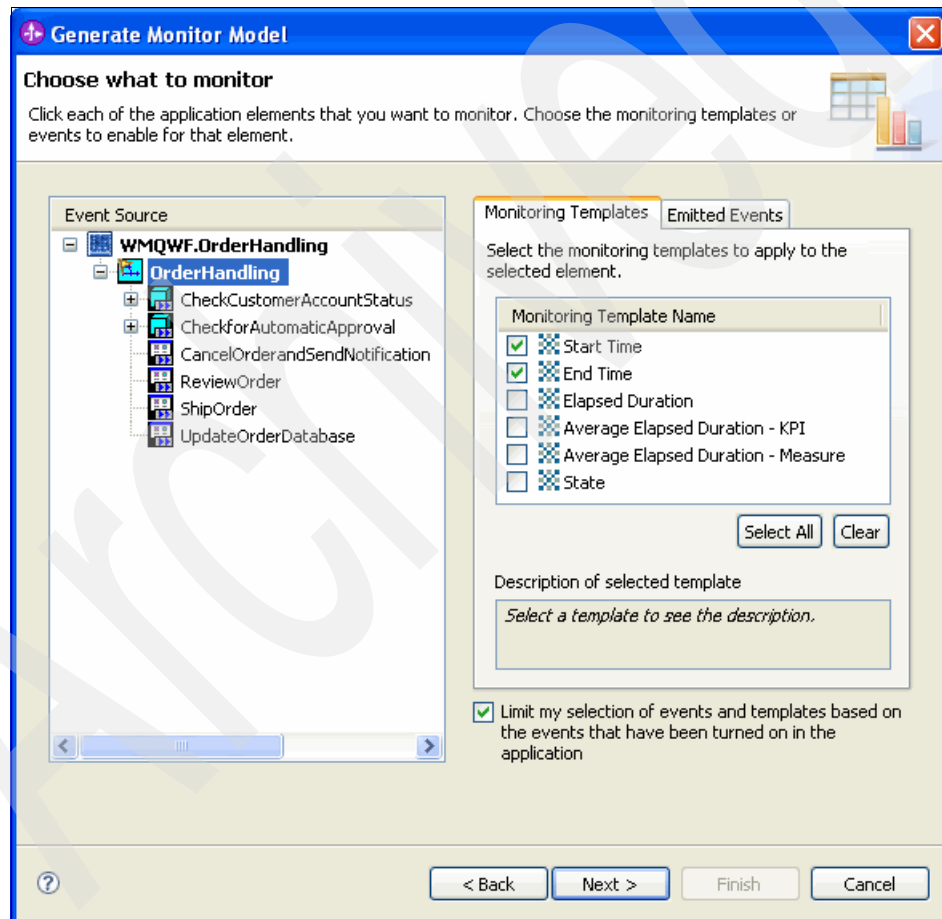 Generate Monitor Model
Choose what to monitor
Click each of the application elements that you want to monitor. Choose the monitoring templates or
events to enable for that element.
Event Source
WMQWF.OrderHandling
OrderHandling
CheckCustomerAccountStatus
CheckforAutomaticApproval
CancelOrderandSendNotification
ReviewOrder
ShipOrder
UpdateOrderDatabase
Monitoring Templates
Emitted Events
Select the monitoring templates to apply to the
selected element.
Monitoring Template Name
Start Time
End Time
Elapsed Duration
Average Elapsed Duration - KPI
Average Elapsed Duration - Measure
State
Select All
Clear
Description of selected template
Select a template to see the description.
Limit my selection of events and templates based on
the events that have been turned on in the
application
?
< Back
Next >
Finish
Cancel
Archived